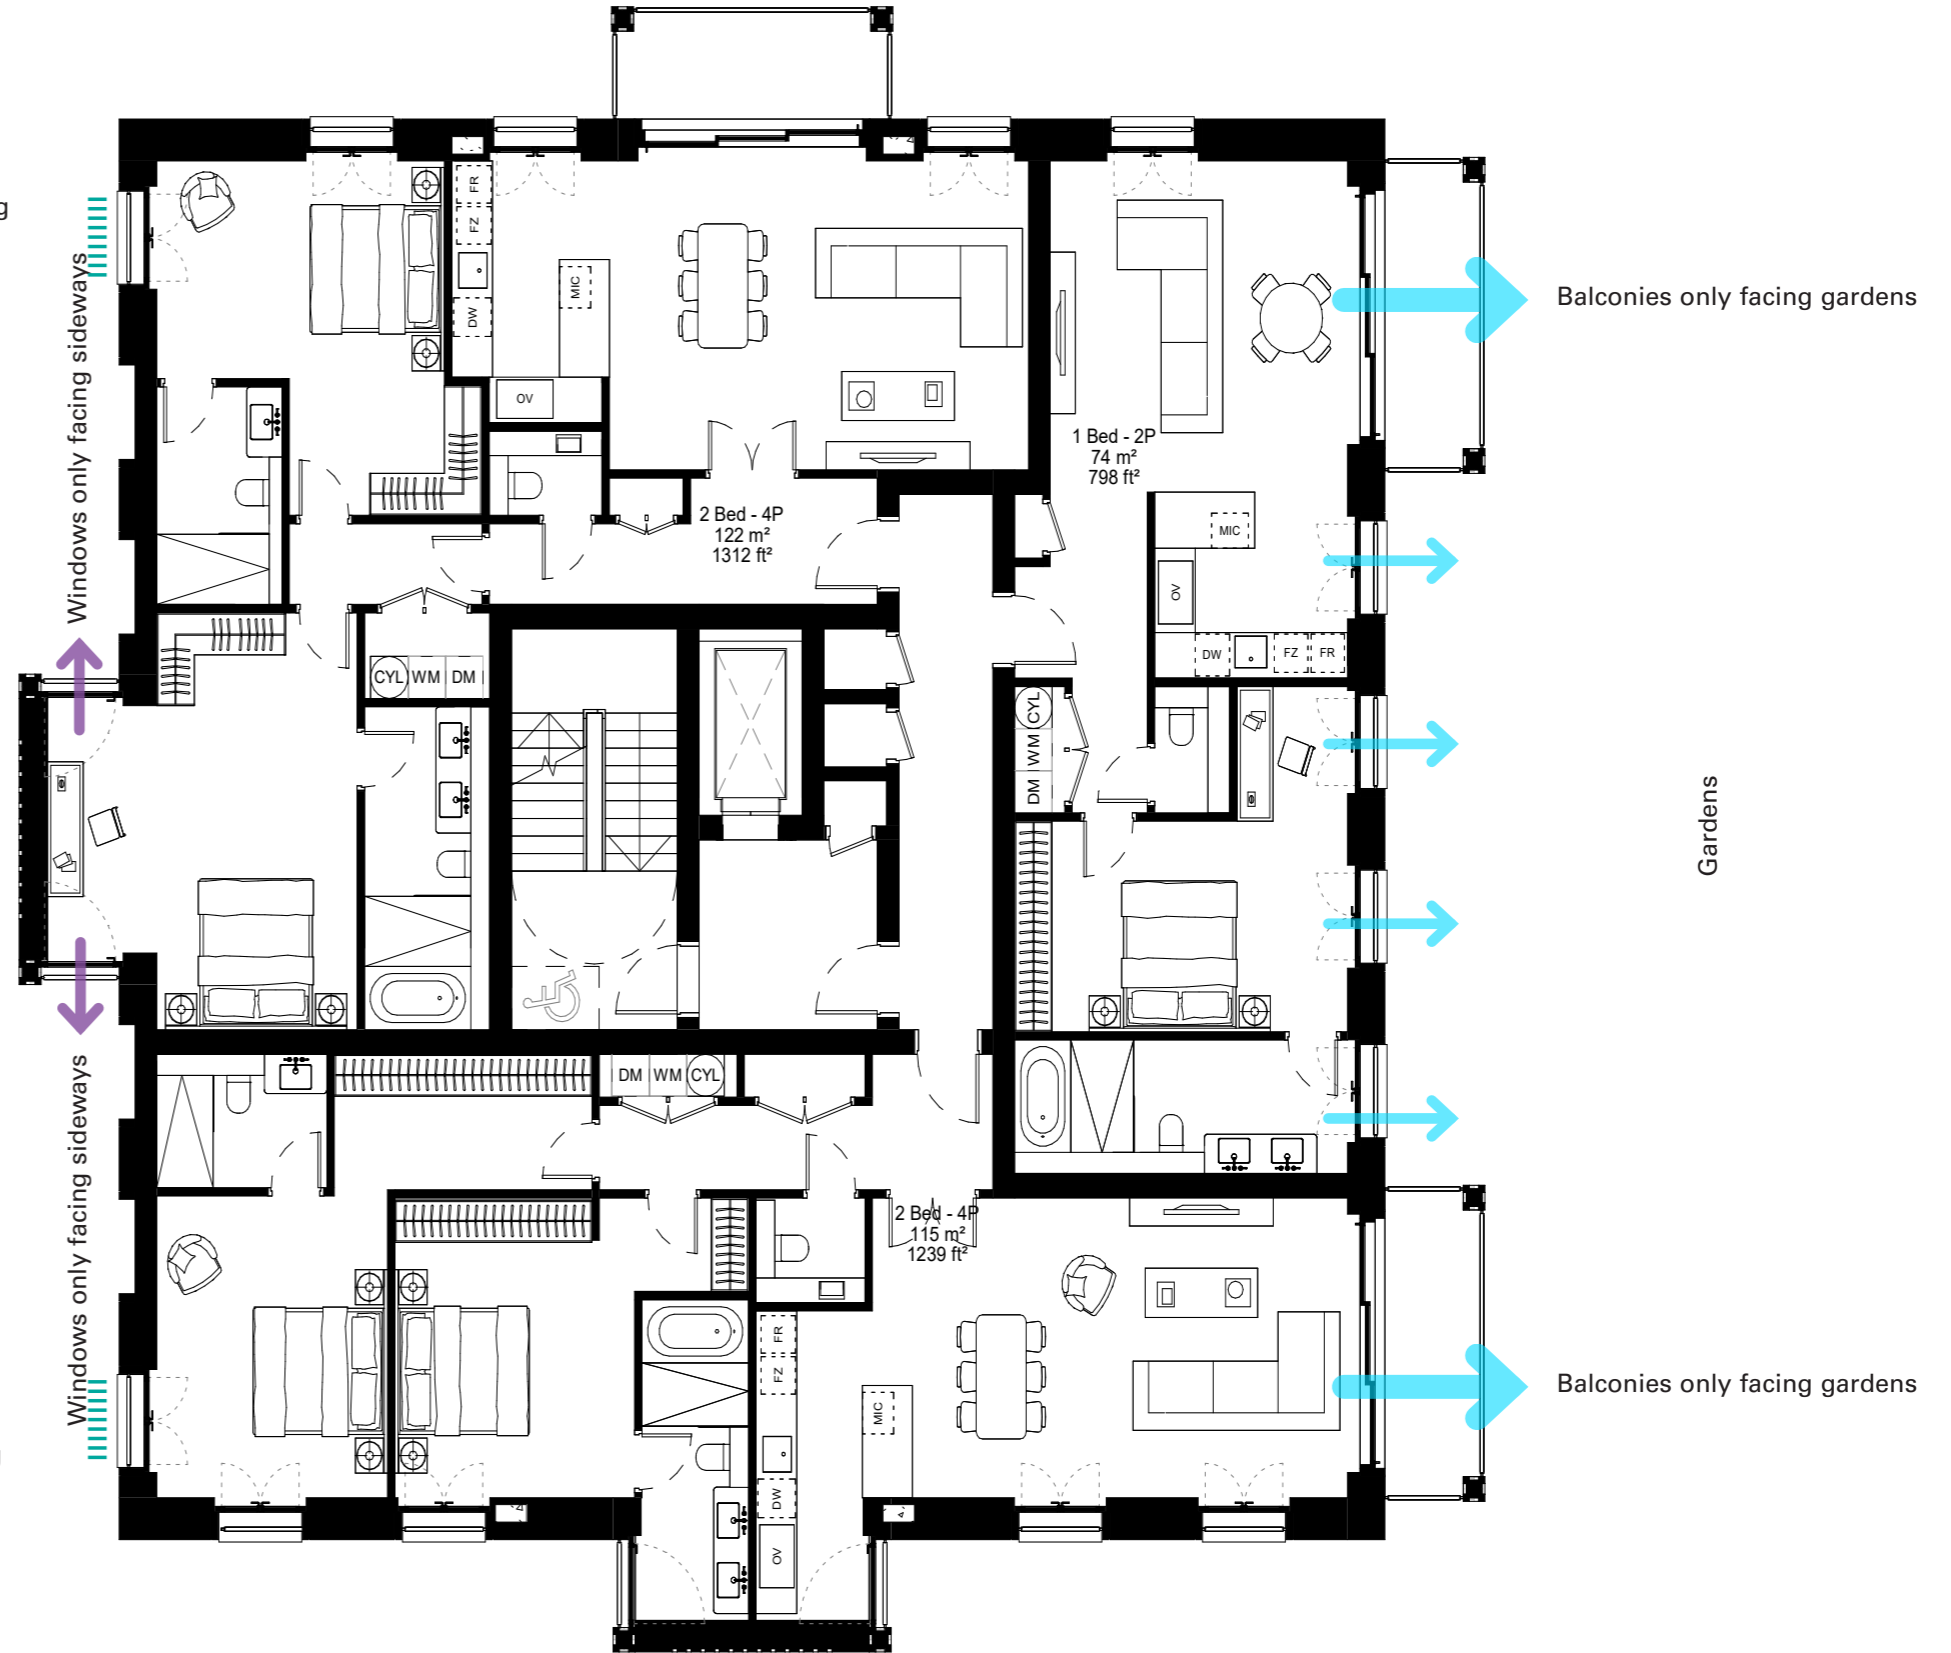 g
Windows only facing sideways
Windows only facing sideways
FR
FZ
DW
MIC
OV
2 Bed - 4P
122 m²
1312 ft²
CYL WM DM
1 Bed - 2P
74 m²
798 ft²
MIC
OV
DW
FZ
FR
CYL
WM
DM
DM WM CYL
2 Bed - 4P
115 m²
1239 ft²
FR
FZ
MIC
DW
OV
Balconies only facing gardens
Gardens
Balconies only facing gardens